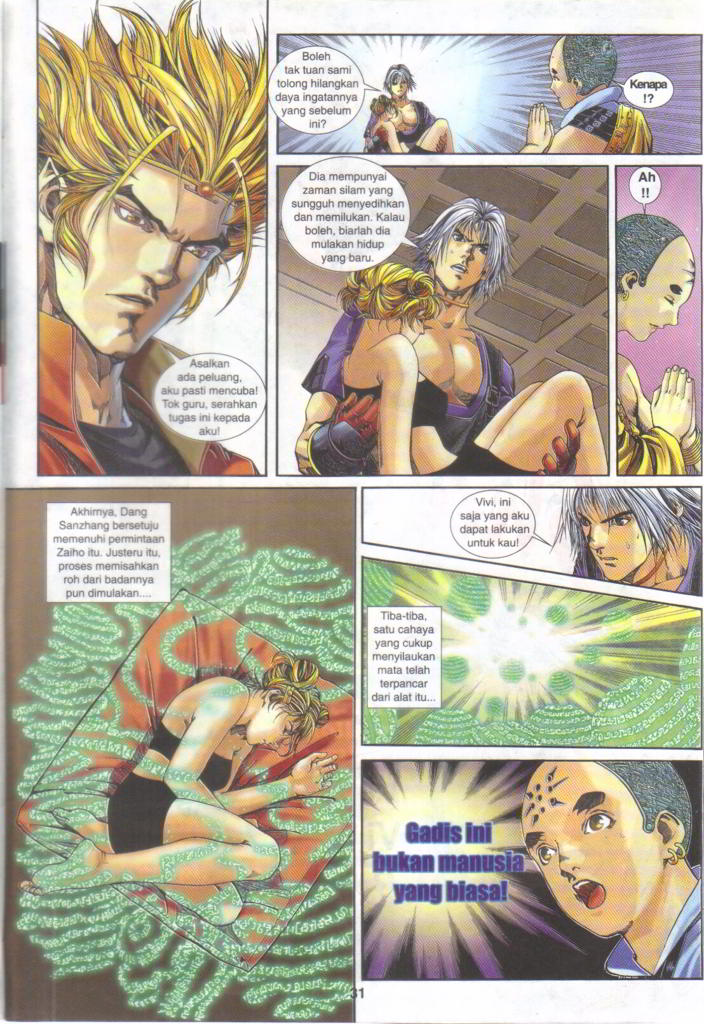 Asalkan
ada peluang,
aku pasti mencuba!
Tok guru, serahkan
tugas ini kepada
aku!
Boleh
tak tuan sami
tolong hilangkan
daya ingatannya
yang sebelum
ini?
Kenapa
!?
Dia mempunyai
zaman silam yang
sungguh menyedihkan
dan memilukan. Kalau
boleh, biarlah dia
mulakan hidup
yang baru.
Ah
!!
Akhirnya, Dang
Sanzhang bersetuju
memenuhi permintaan
Zaiho itu. Justeru itu,
proses memisahkan
roh dari badannya
pun dimulakan....
Vivi, ini
saja yang aku
dapat lakukan
untuk kau!
Tiba-tiba,
satu cahaya
yang cukup
menyilaukan
mata telah
terpancar
dari alat itu...
Gadis ini
bukan manusia
yang biasa!
31